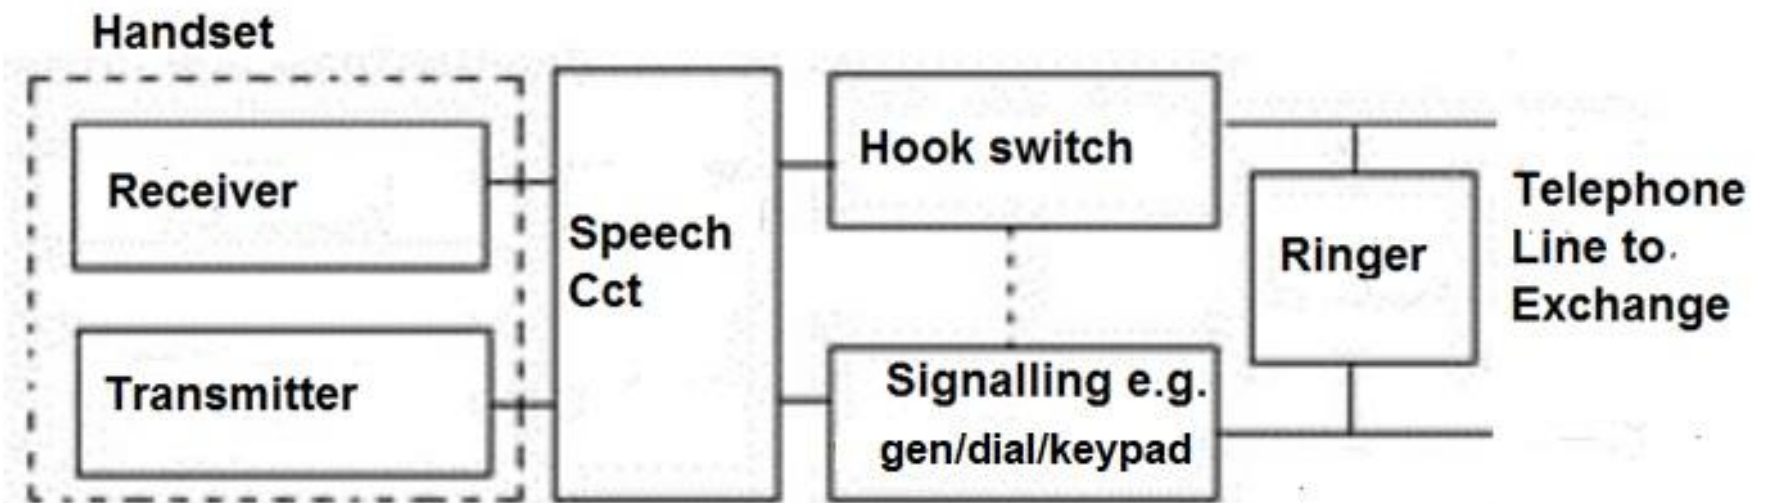 Handset
Receiver
Transmitter
Speech
Cct
Hook switch
Signalling e.g.
gen/dial/keypad
Ringer
Telephone
Line to
Exchange